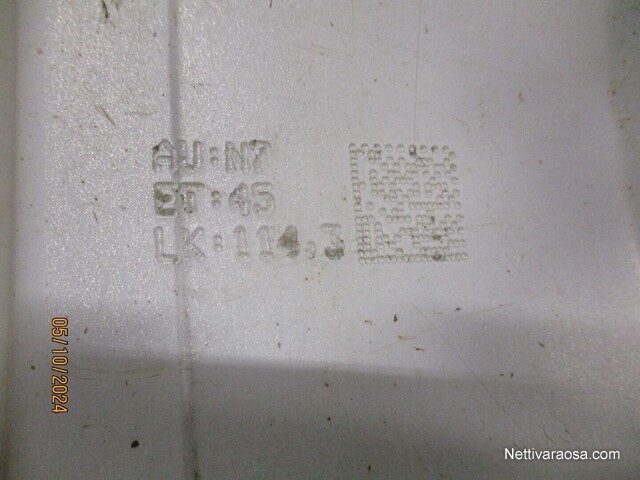 AU:N7
ET:45
LK:114,3
05/10/2024
Nettivaraosa.com